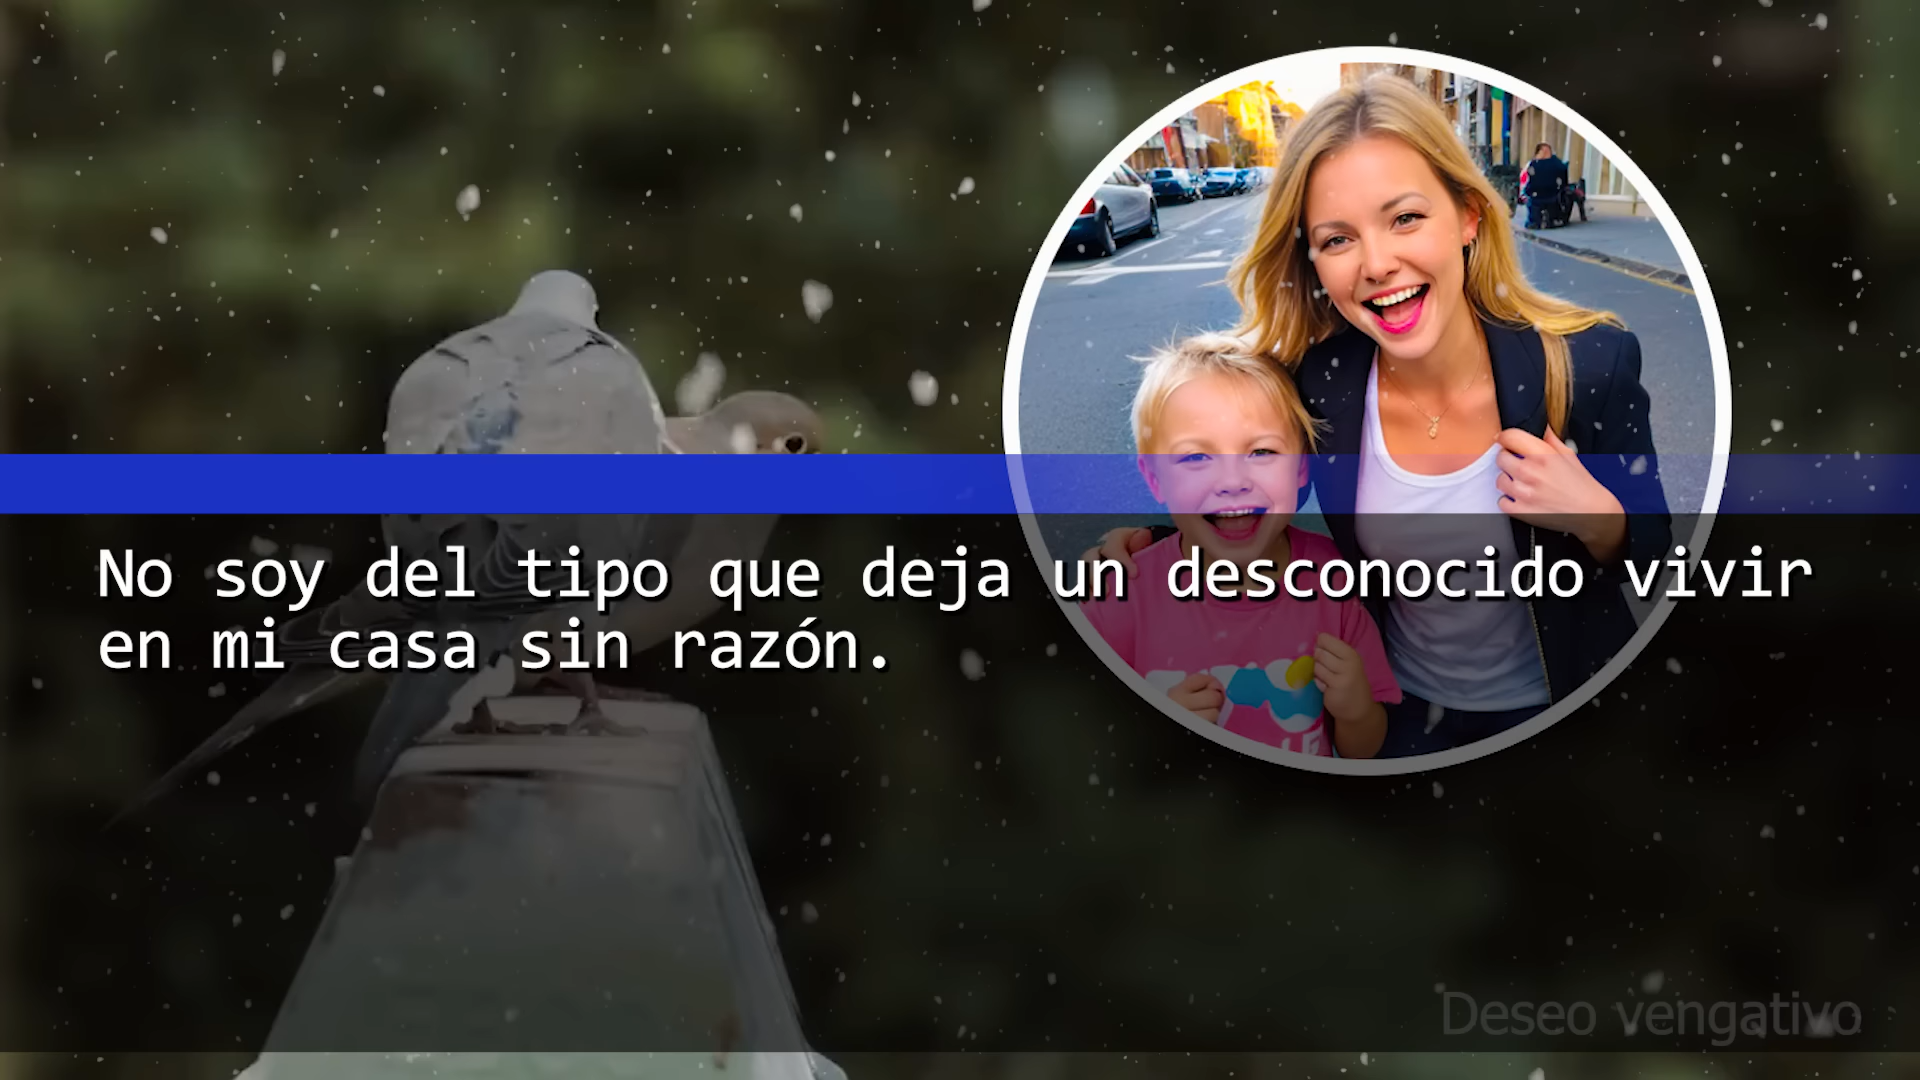 No soy del tipo que deja un desconocido vivir
en mi casa sin razón.
Deseo vengativo